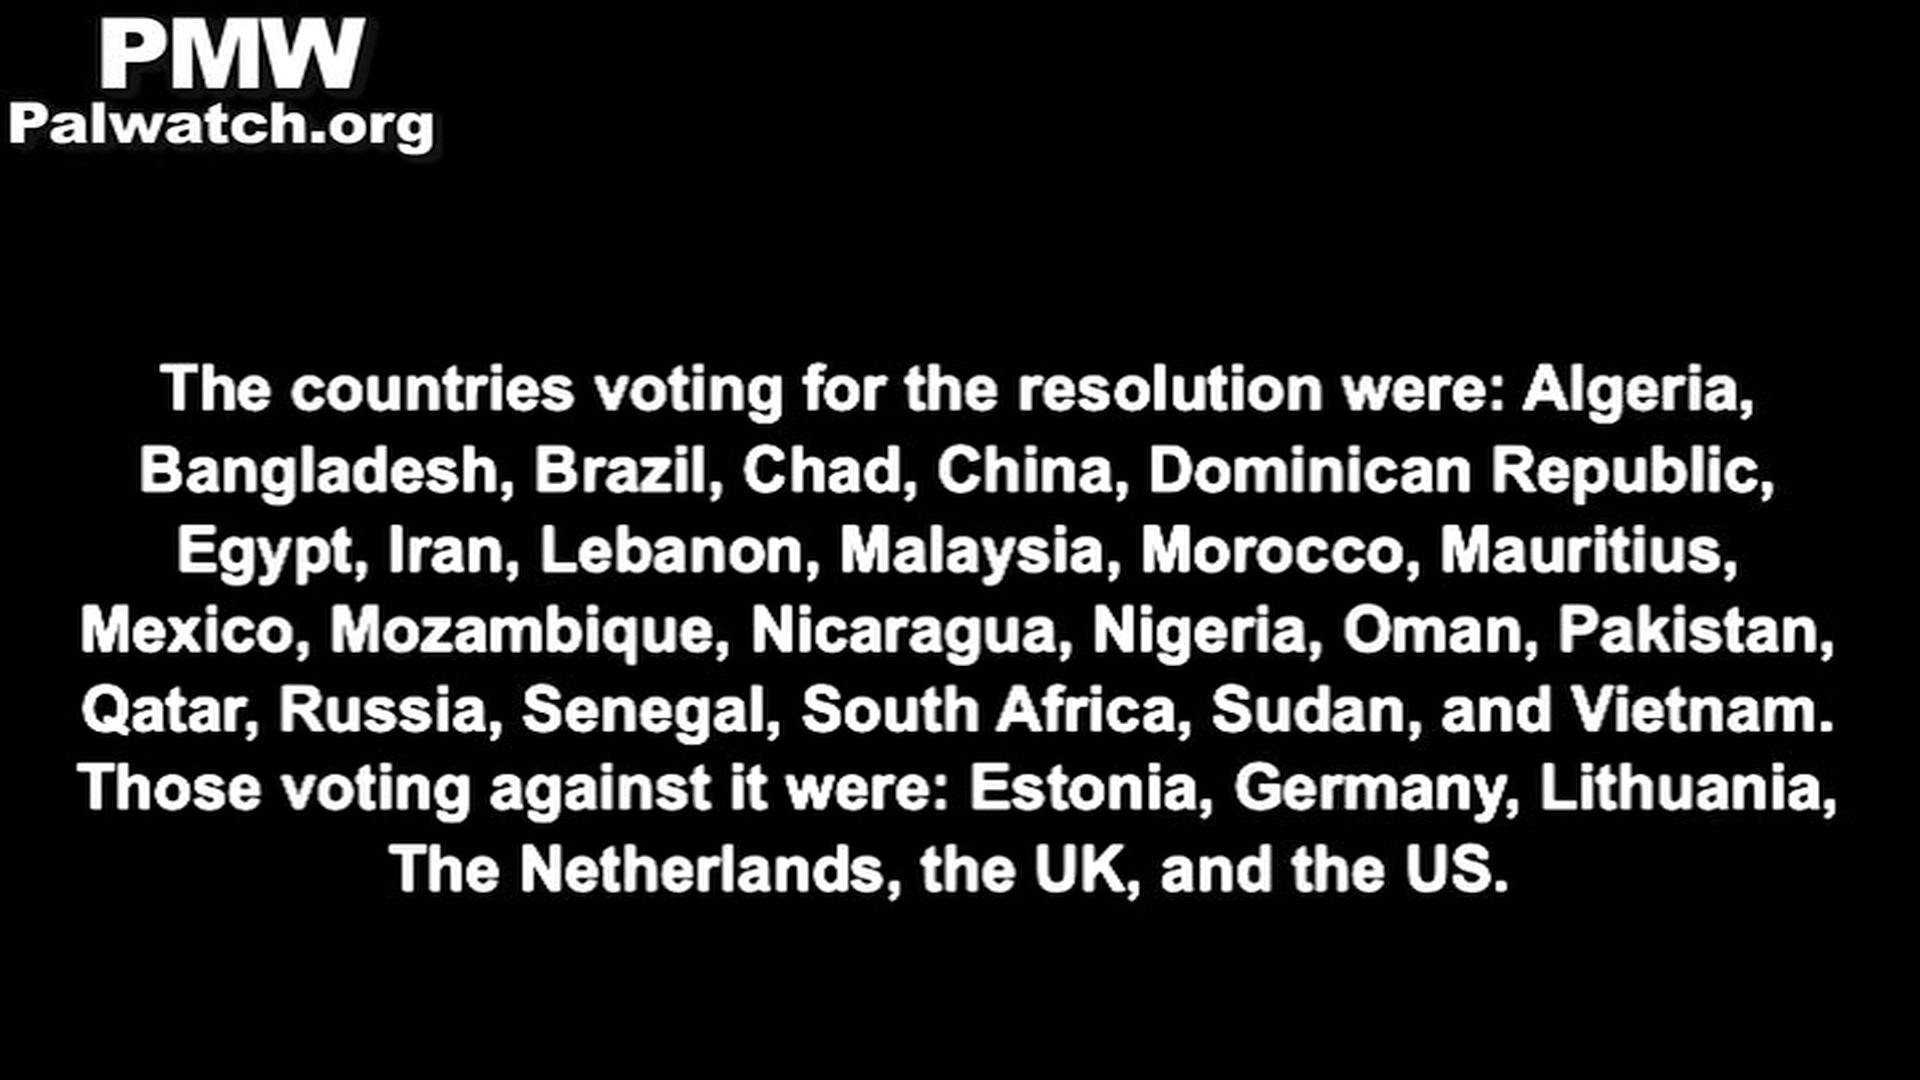 PMW
Palwatch.org
The countries voting for the resolution were: Algeria,
Bangladesh, Brazil, Chad, China, Dominican Republic,
Egypt, Iran, Lebanon, Malaysia, Morocco, Mauritius,
Mexico, Mozambique, Nicaragua, Nigeria, Oman, Pakistan,
Qatar, Russia, Senegal, South Africa, Sudan, and Vietnam.
Those voting against it were: Estonia, Germany, Lithuania,
The Netherlands, the UK, and the US.